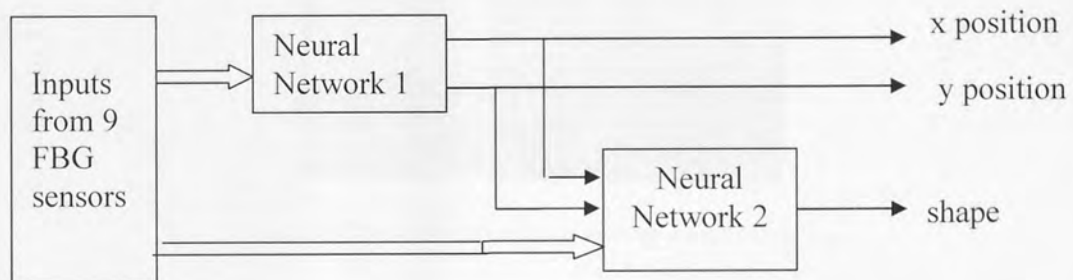 Inputs
from 9
FBG
sensors
Neural
Network 1
x position
y position
Neural
Network 2
shape